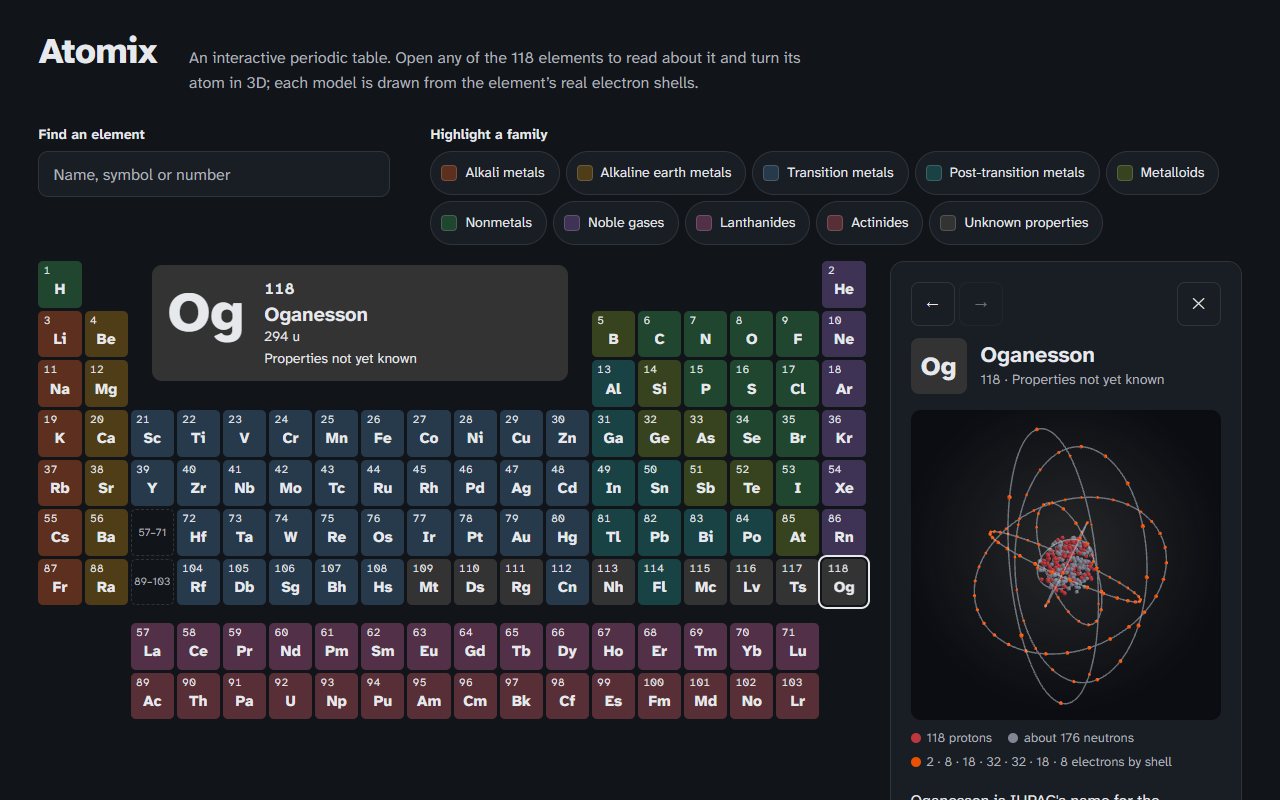 Atomix
An interactive periodic table. Open any of the 118 elements to read about it and turn its
atom in 3D; each model is drawn from the element's real electron shells.
Find an element
Name, symbol or number
Highlight a family
Alkali metals
Alkaline earth metals
Transition metals
Post-transition metals
Metalloids
Nonmetals
Noble gases
Lanthanides
Actinides
Unknown properties
118
Og
Oganesson
294 u
Properties not yet known
1 2
H He
3 4 5 6 7 8 9 10
Li Be B C N O F Ne
11 12 13 14 15 16 17 18
Na Mg Al Si P S Cl Ar
19 20 21 22 23 24 25 26 27 28 29 30 31 32 33 34 35 36
K Ca Sc Ti V Cr Mn Fe Co Ni Cu Zn Ga Ge As Se Br Kr
37 38 39 40 41 42 43 44 45 46 47 48 49 50 51 52 53 54
Rb Sr Y Zr Nb Mo Tc Ru Rh Pd Ag Cd In Sn Sb Te I Xe
55 56 57–71 72 73 74 75 76 77 78 79 80 81 82 83 84 85 86
Cs Ba Hf Ta W Re Os Ir Pt Au Hg Tl Pb Bi Po At Rn
87 88 89–103 104 105 106 107 108 109 110 111 112 113 114 115 116 117 118
Fr Ra Rf Db Sg Bh Hs Mt Ds Rg Cn Nh Fl Mc Lv Ts Og
57 58 59 60 61 62 63 64 65 66 67 68 69 70 71
La Ce Pr Nd Pm Sm Eu Gd Tb Dy Ho Er Tm Yb Lu
89 90 91 92 93 94 95 96 97 98 99 100 101 102 103
Ac Th Pa U Np Pu Am Cm Bk Cf Es Fm Md No Lr
← → ×
Og
Oganesson
118 · Properties not yet known
118 protons
about 176 neutrons
2 · 8 · 18 · 32 · 32 · 18 · 8 electrons by shell
Oganesson is IUPAC's name for the